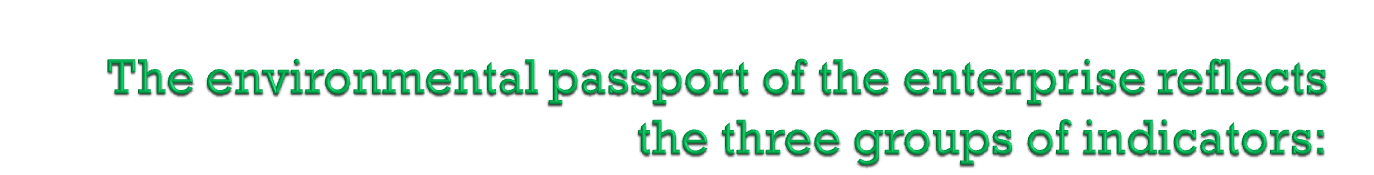 The environmental passport of the enterprise reflects
the three groups of indicators: